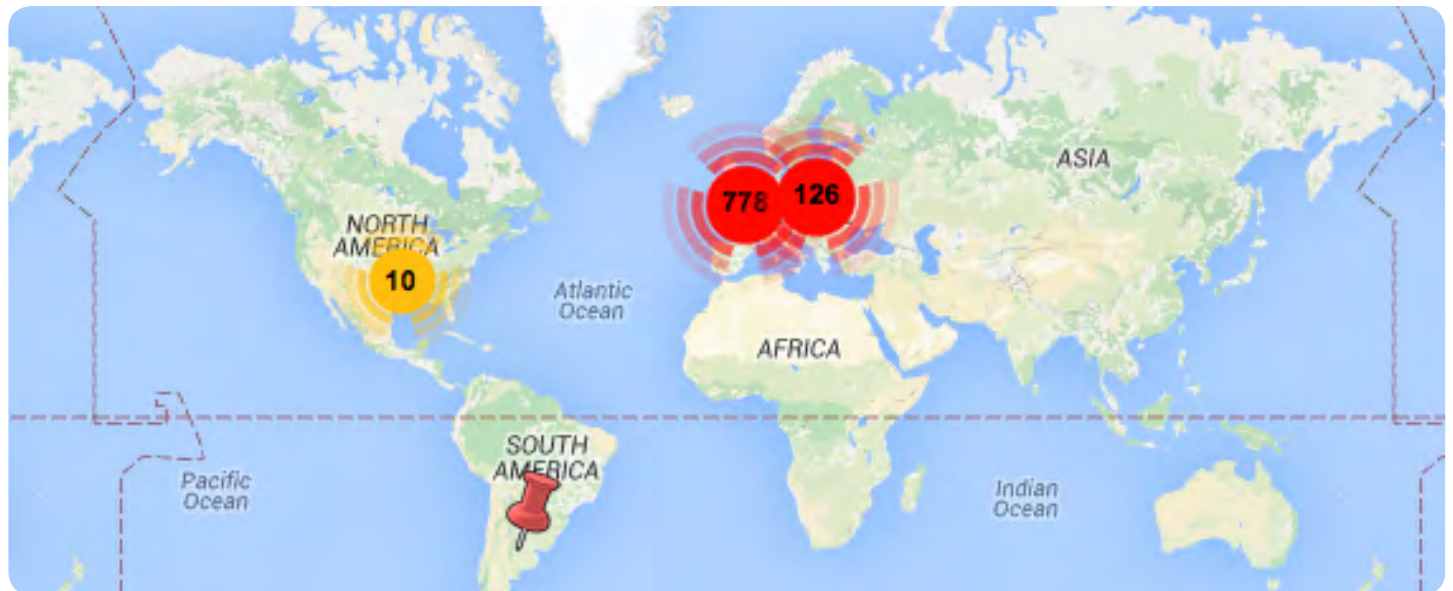 ASIA
778
126
NORTH
AMERICA
10
Atlantic
Ocean
AFRICA
SOUTH
AMERICA
Pacific
Ocean
Indian
Ocean